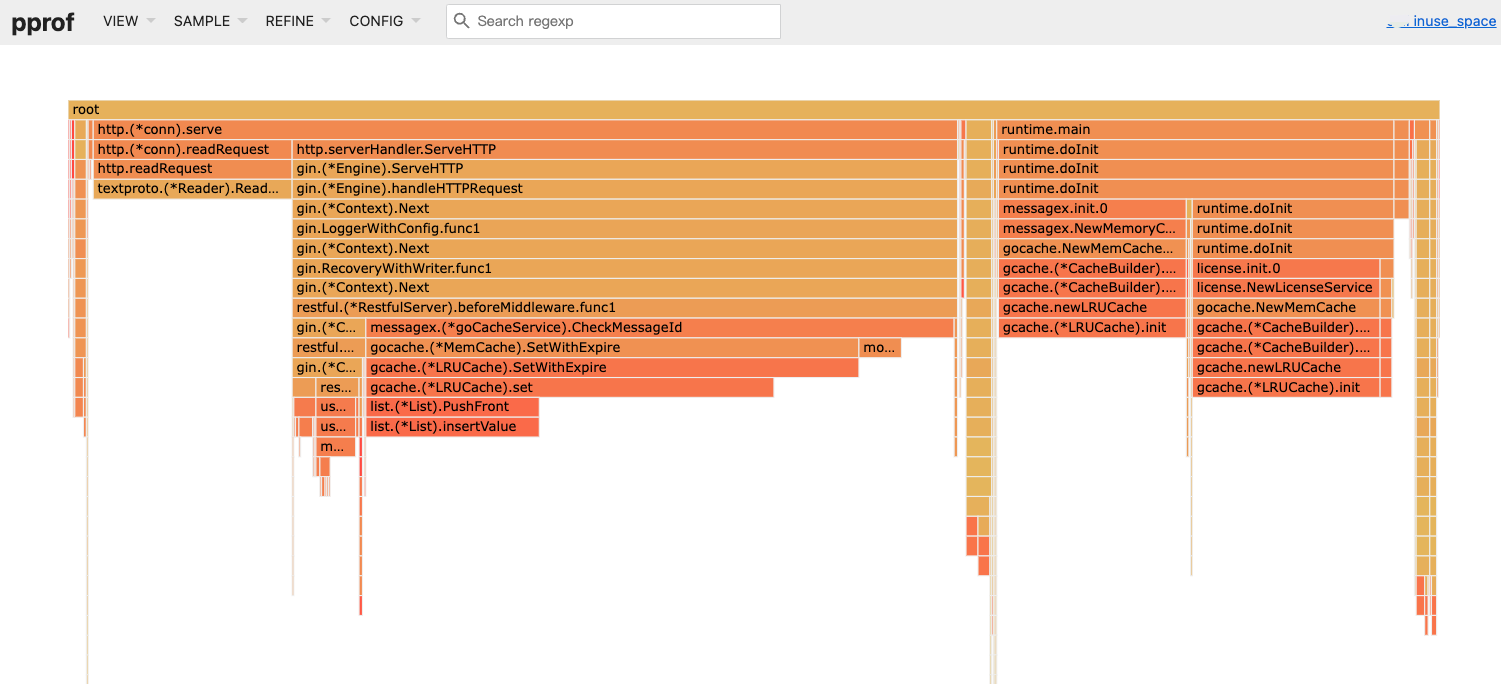 pprof VIEW SAMPLE REFINE CONFIG Search regexp inuse_space
root
http.(*conn).serve runtime.main
http.(*conn).readRequest http.serverHandler.ServeHTTP runtime.doInit
http.readRequest gin.(*Engine).ServeHTTP runtime.doInit
textproto.(*Reader).Read... gin.(*Engine).handleHTTPRequest runtime.doInit
gin.(*Context).Next messagex.init.0 runtime.doInit
gin.LoggerWithConfig.func1 messagex.NewMemoryC... runtime.doInit
gin.(*Context).Next gocache.NewMemCache... runtime.doInit
gin.RecoveryWithWriter.func1 gcache.(*CacheBuilder).... license.init.0
gin.(*Context).Next gcache.(*CacheBuilder).... license.NewLicenseService
restful.(*RestfulServer).beforeMiddleware.func1 gcache.newLRUCache gocache.NewMemCache
gin.(*C... messagex.(*goCacheService).CheckMessageId gcache.(*LRUCache).init gcache.(*CacheBuilder)....
restful.... gocache.(*MemCache).SetWithExpire mo... gcache.(*CacheBuilder)....
gin.(*C... gcache.(*LRUCache).SetWithExpire gcache.newLRUCache
res... gcache.(*LRUCache).set gcache.(*LRUCache).init
us... list.(*List).PushFront
us... list.(*List).insertValue
m...